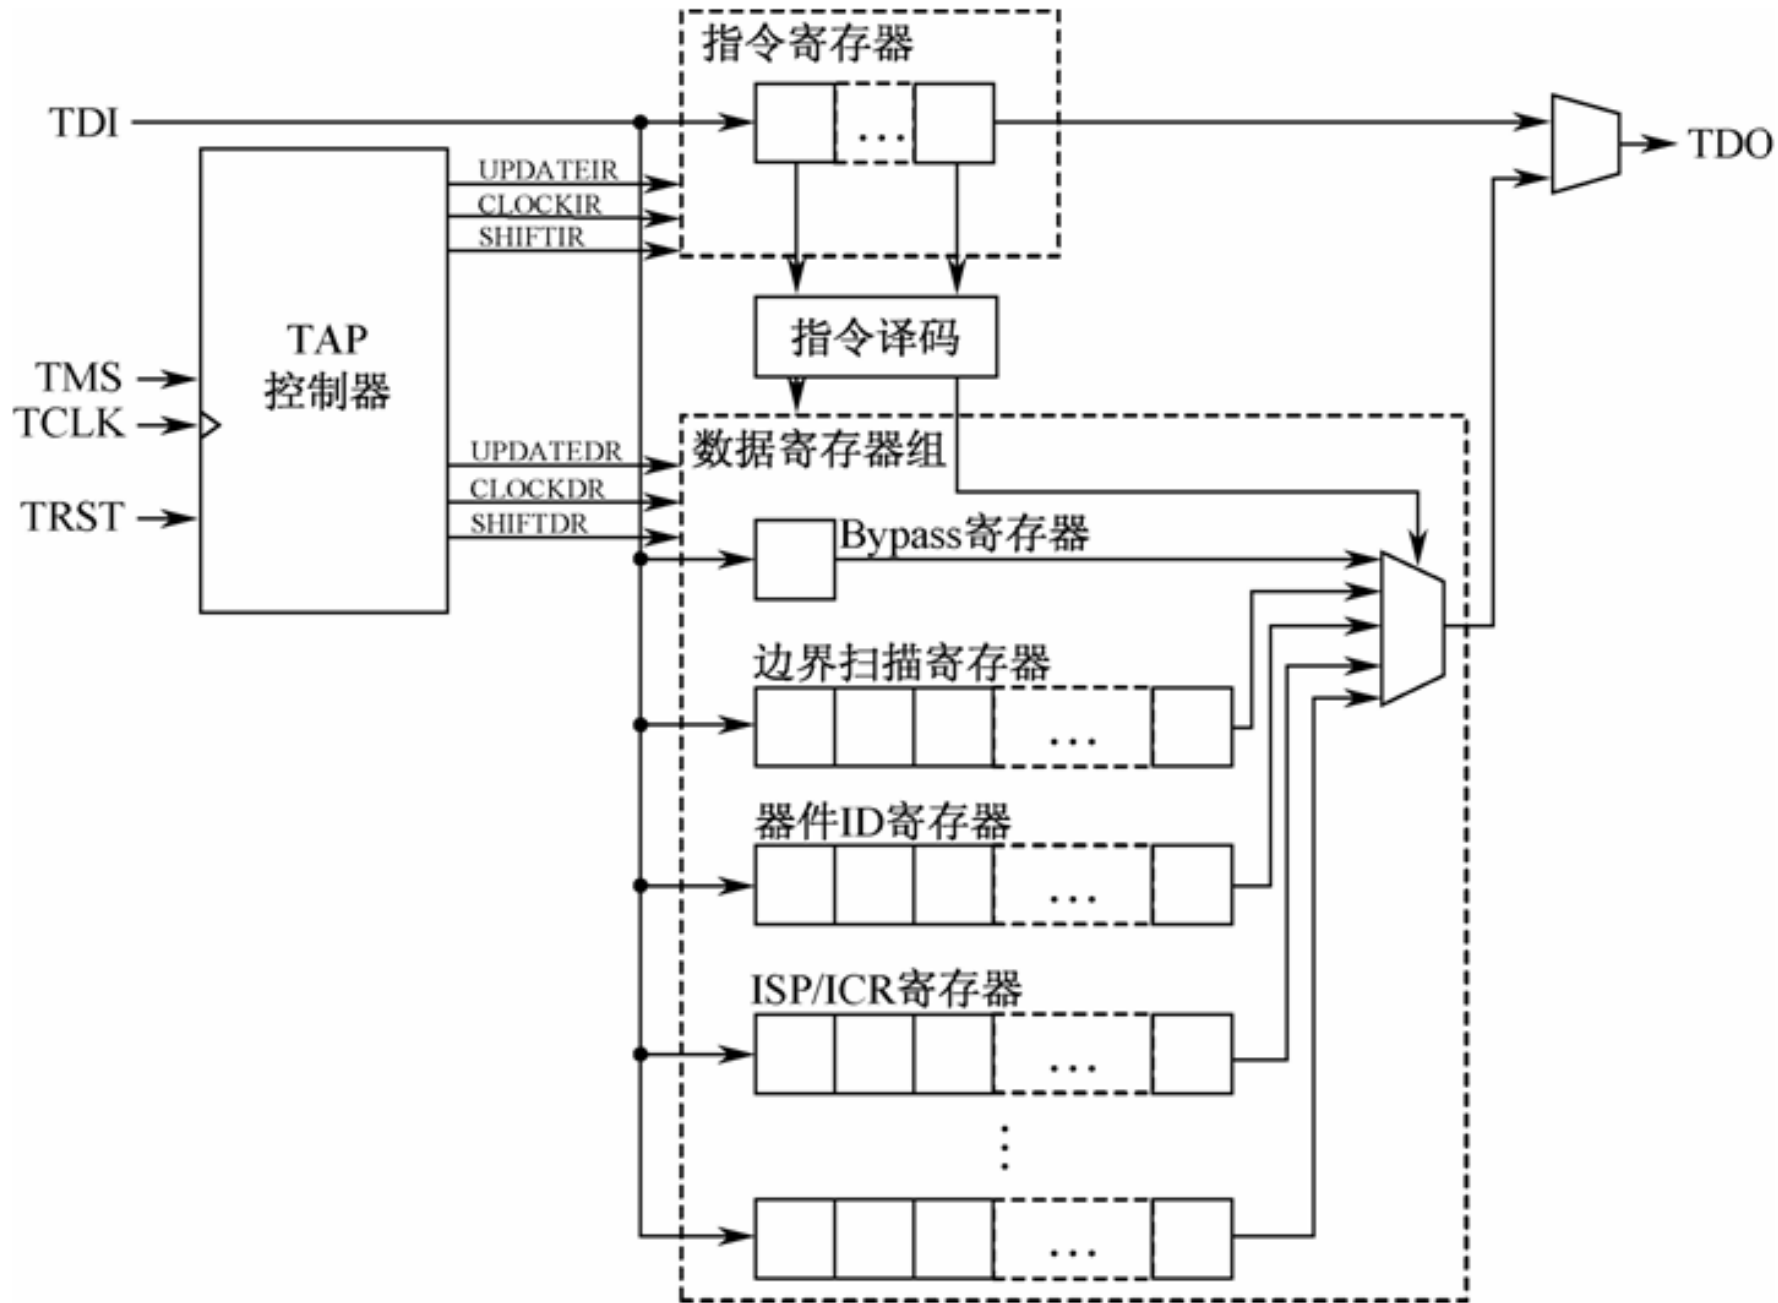 指令寄存器
TDI
…
TDO
UPDATEIR
CLOCKIR
SHIFTIR
TAP
控制器
指令译码
TMS
TCLK
TRST
数据寄存器组
UPDATEDR
CLOCKDR
SHIFTDR
Bypass寄存器
边界扫描寄存器
…
器件ID寄存器
…
ISP/ICR寄存器
…
⋮
…